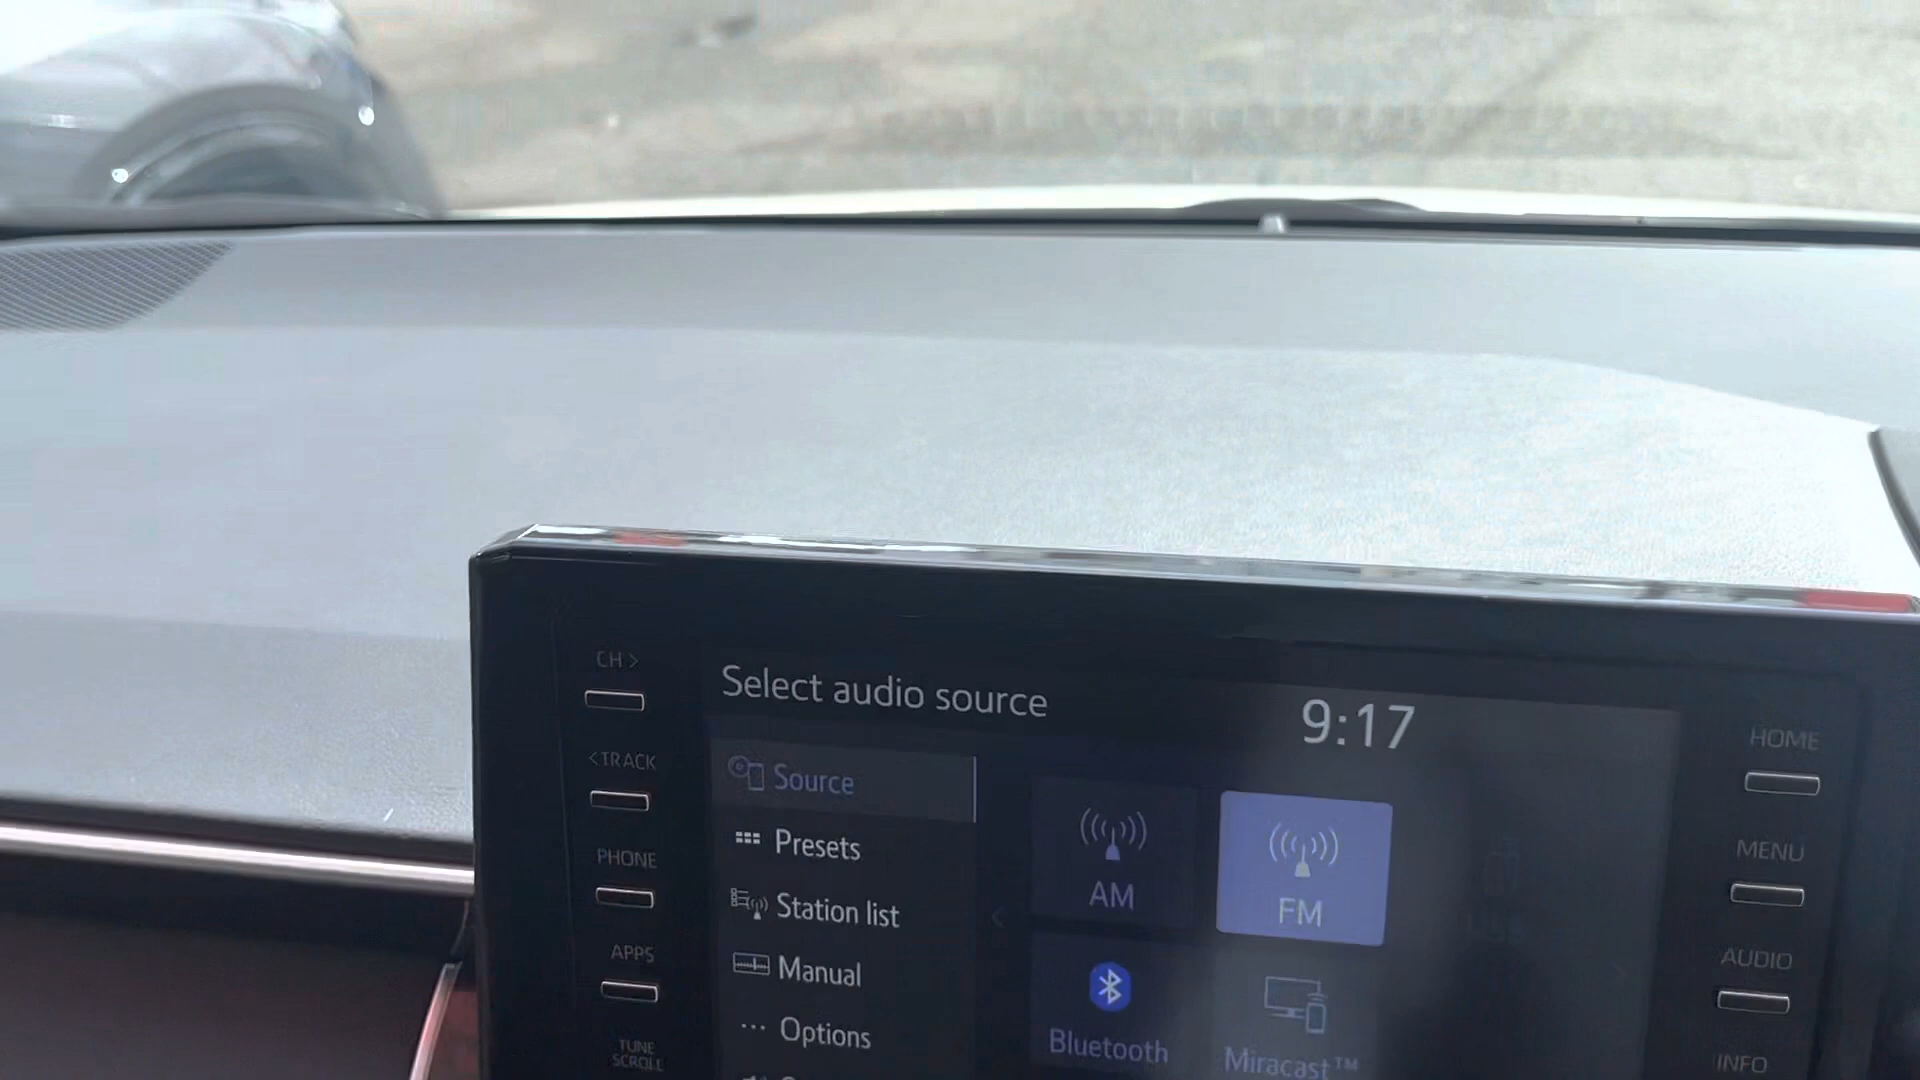 CH >
Select audio source
9:17
HOME
< TRACK
Source
Presets
MENU
PHONE
AM
FM
Station list
APPS
Manual
AUDIO
Options
Bluetooth
Miracast™
TUNE
SCROLL
INFO